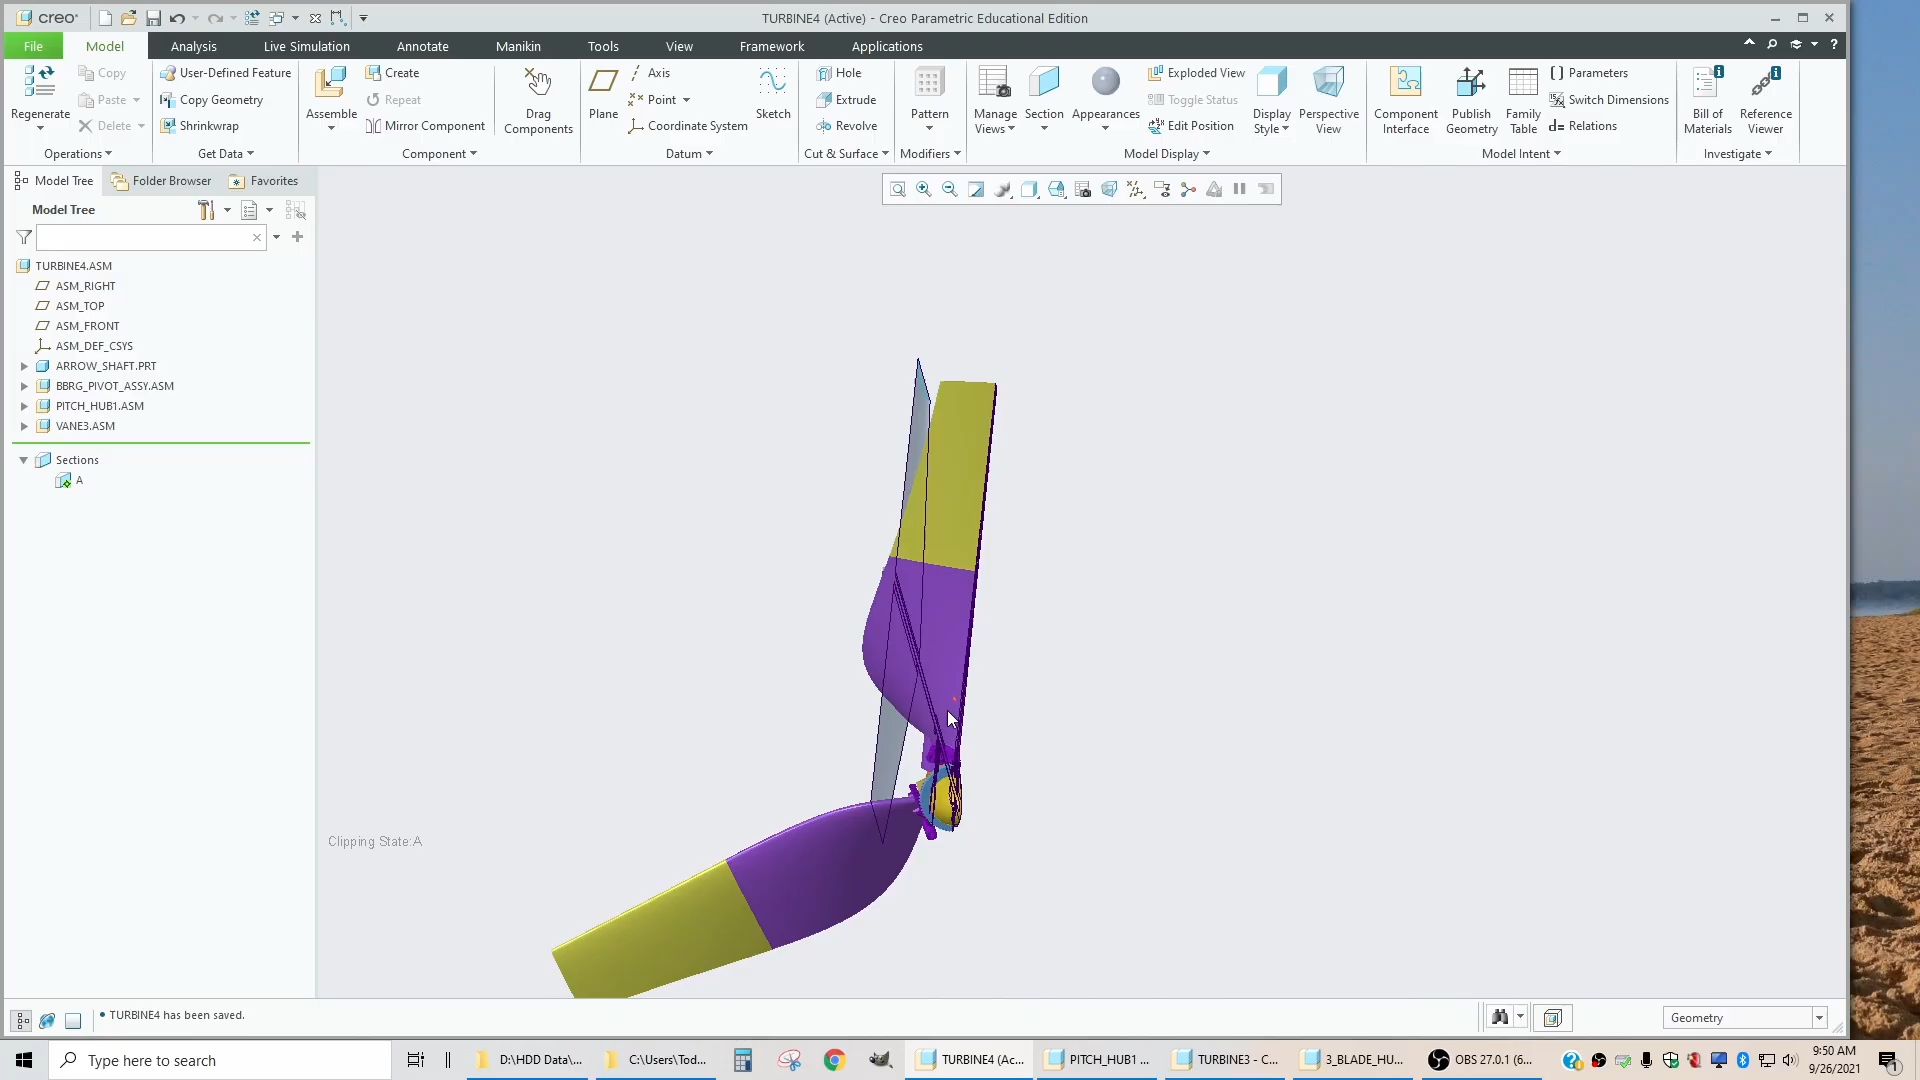 creo®
TURBINE4 (Active) - Creo Parametric Educational Edition
File
Model
Analysis
Live Simulation
Annotate
Manikin
Tools
View
Framework
Applications
?
Regenerate
Copy
Paste
Delete
Operations
User-Defined Feature
Copy Geometry
Shrinkwrap
Get Data
Assemble
Create
Repeat
Mirror Component
Component
Drag
Components
Plane
Axis
Point
Coordinate System
Sketch
Datum
Hole
Extrude
Revolve
Cut & Surface
Pattern
Modifiers
Manage
Views
Section
Appearances
Exploded View
Toggle Status
Edit Position
Display
Style
Perspective
View
Model Display
Component
Interface
Publish
Geometry
Family
Table
Parameters
Switch Dimensions
Relations
Model Intent
Bill of
Materials
Reference
Viewer
Investigate
Model Tree
Folder Browser
Favorites
Model Tree
TURBINE4.ASM
ASM_RIGHT
ASM_TOP
ASM_FRONT
ASM_DEF_CSYS
ARROW_SHAFT.PRT
BBRG_PIVOT_ASSY.ASM
PITCH_HUB1.ASM
VANE3.ASM
Sections
A
Clipping State:A
• TURBINE4 has been saved.
Geometry
Type here to search
D:\HDD Data\...
C:\Users\Tod...
TURBINE4 (Ac...
PITCH_HUB1 ...
TURBINE3 - C...
3_BLADE_HU...
OBS 27.0.1 (6...
9:50 AM
9/26/2021
1